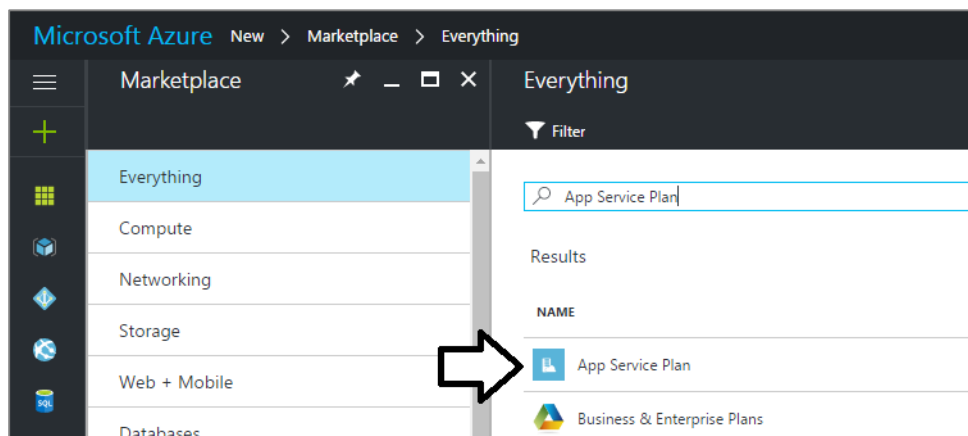 Microsoft Azure New > Marketplace > Everything
Marketplace
Everything
Filter
Everything
Compute
Networking
Storage
Web + Mobile
Databases
App Service Plan
Results
NAME
App Service Plan
Business & Enterprise Plans
SQL